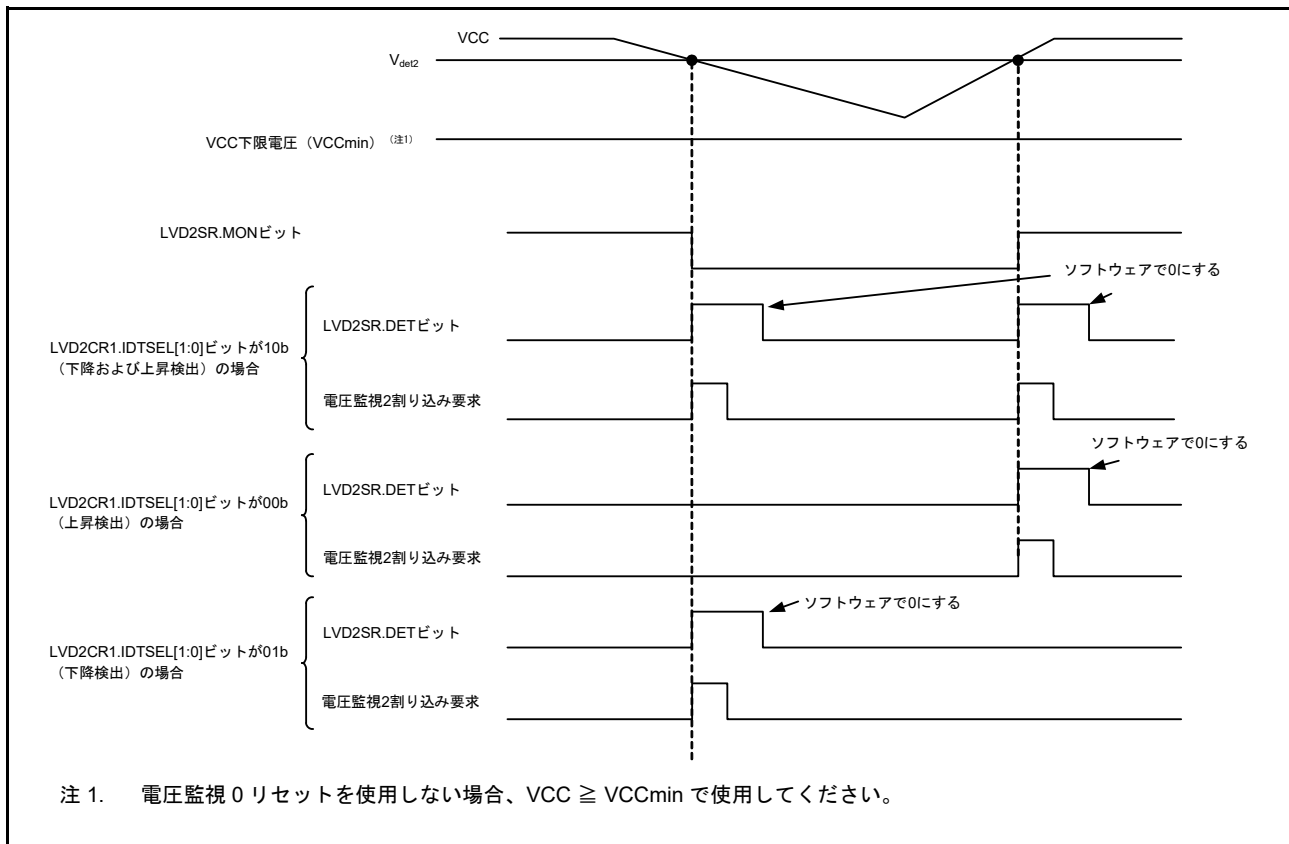 VCC
Vdet2
VCC下限電圧（VCCmin）（注1）
LVD2SR.MONビット
ソフトウェアで0にする
LVD2CR1.IDTSEL[1:0]ビットが10b
（下降および上昇検出）の場合
LVD2SR.DETビット
電圧監視2割り込み要求
ソフトウェアで0にする
LVD2CR1.IDTSEL[1:0]ビットが00b
（上昇検出）の場合
LVD2SR.DETビット
電圧監視2割り込み要求
ソフトウェアで0にする
LVD2CR1.IDTSEL[1:0]ビットが01b
（下降検出）の場合
LVD2SR.DETビット
電圧監視2割り込み要求
注 1. 電圧監視 0 リセットを使用しない場合、VCC ≧ VCCmin で使用してください。